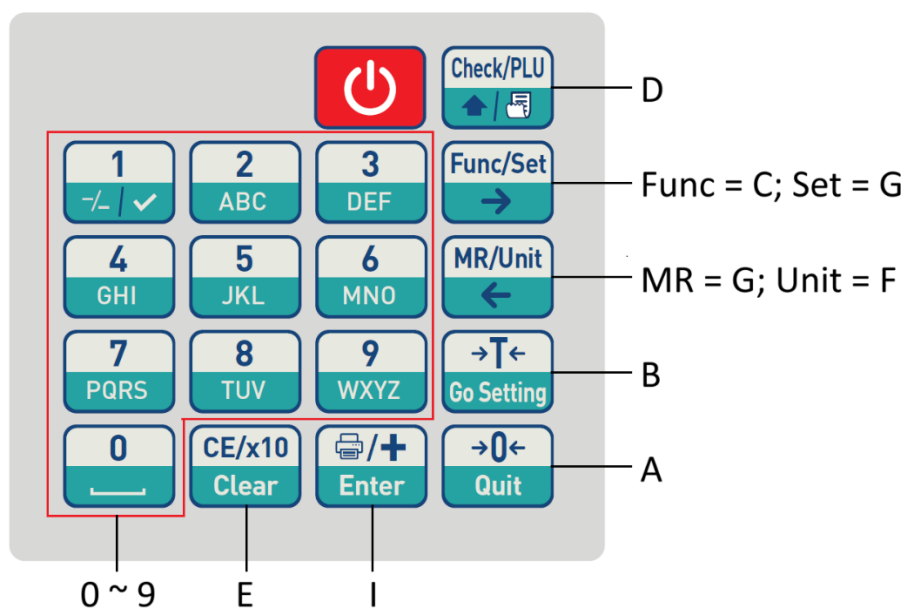 Check/PLU
D
1 2 3 Func/Set
-/_ / ✓ ABC DEF →
Func = C; Set = G
4 5 6 MR/Unit
GHI JKL MNO ←
MR = G; Unit = F
7 8 9 →T←
PQRS TUV WXYZ Go Setting
B
0 CE/x10 /+ →0←
Clear Enter Quit
A
0 ~ 9 E I